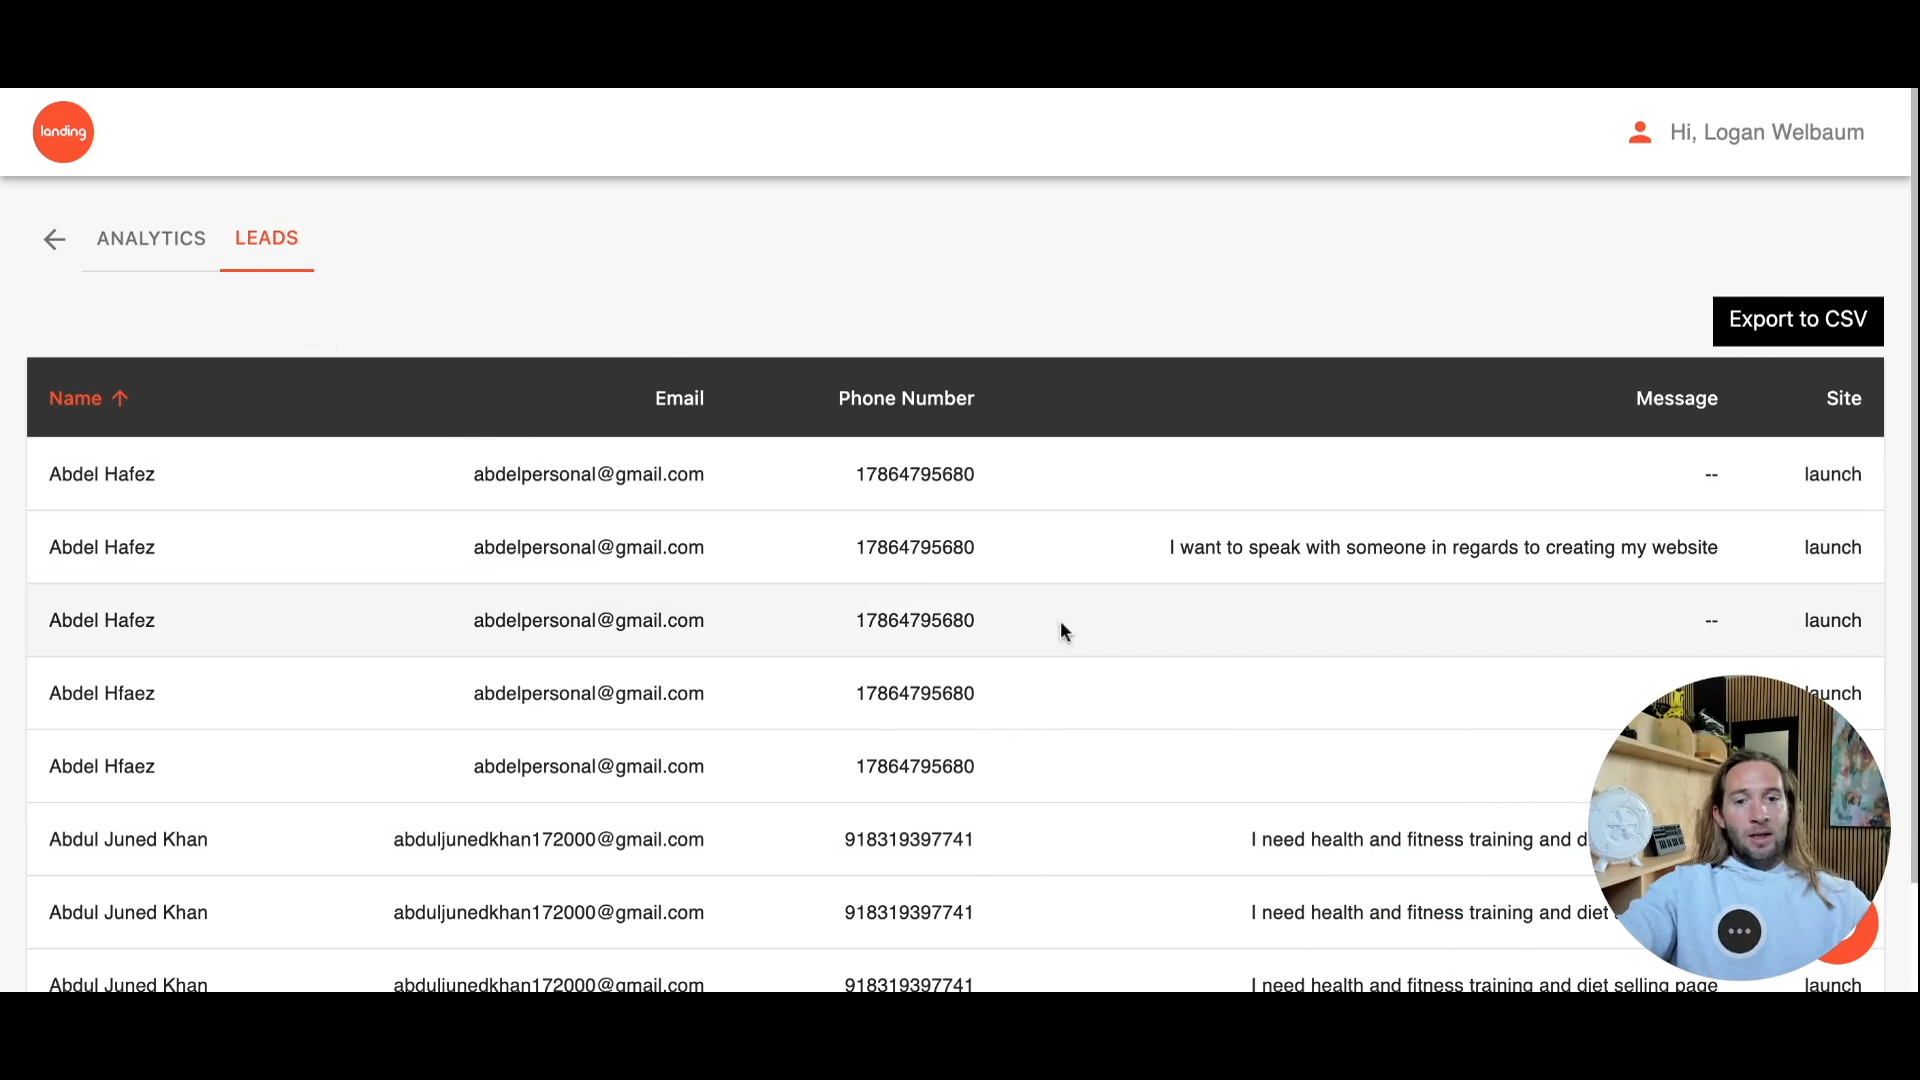 landing
Hi, Logan Welbaum
ANALYTICS LEADS
Export to CSV
Name Email Phone Number Message Site
Abdel Hafez abdelpersonal@gmail.com 17864795680 -- launch
Abdel Hafez abdelpersonal@gmail.com 17864795680 I want to speak with someone in regards to creating my website launch
Abdel Hafez abdelpersonal@gmail.com 17864795680 -- launch
Abdel Hfaez abdelpersonal@gmail.com 17864795680 launch
Abdel Hfaez abdelpersonal@gmail.com 17864795680
Abdul Juned Khan abduljunedkhan172000@gmail.com 918319397741 I need health and fitness training and d
Abdul Juned Khan abduljunedkhan172000@gmail.com 918319397741 I need health and fitness training and diet
Abdul Juned Khan abduljunedkhan172000@gmail.com 918319397741 I need health and fitness training and diet selling page launch